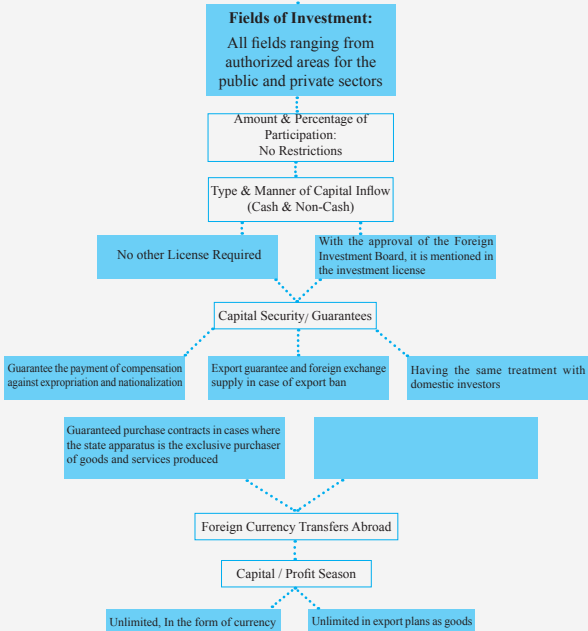 Fields of Investment:
All fields ranging from
authorized areas for the
public and private sectors
Amount & Percentage of
Participation:
No Restrictions
Type & Manner of Capital Inflow
(Cash & Non-Cash)
No other License Required
With the approval of the Foreign
Investment Board, it is mentioned in
the investment license
Capital Security/ Guarantees
Guarantee the payment of compensation
against expropriation and nationalization
Export guarantee and foreign exchange
supply in case of export ban
Having the same treatment with
domestic investors
Guaranteed purchase contracts in cases where
the state apparatus is the exclusive purchaser
of goods and services produced
Foreign Currency Transfers Abroad
Capital / Profit Season
Unlimited, In the form of currency
Unlimited in export plans as goods